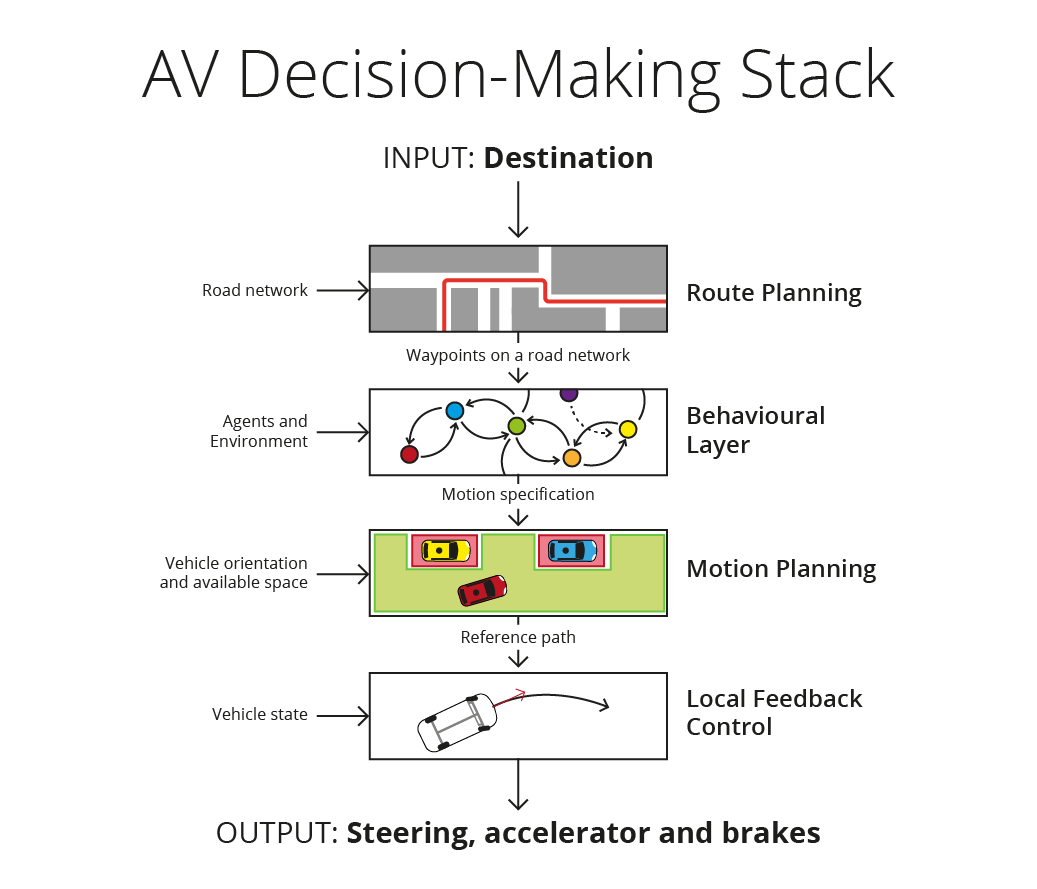 AV Decision-Making Stack
INPUT: Destination
Road network
Route Planning
Waypoints on a road network
Agents and
Environment
Behavioural
Layer
Motion specification
Vehicle orientation
and available space
Motion Planning
Reference path
Vehicle state
Local Feedback
Control
OUTPUT: Steering, accelerator and brakes